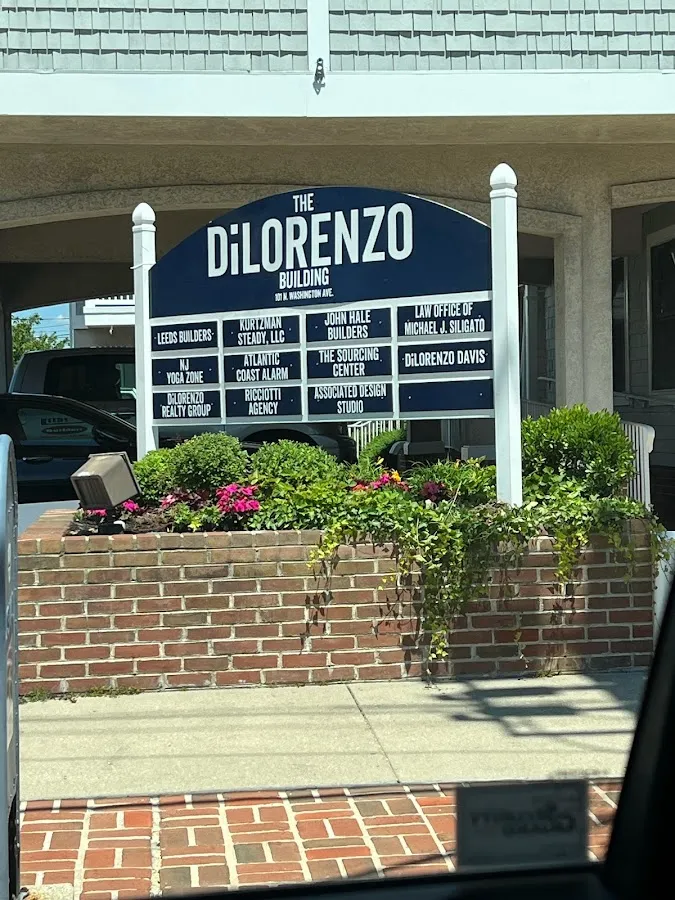 THE
DiLORENZO
BUILDING
101 N. WASHINGTON AVE.
LEEDS BUILDERS
KURTZMAN
STEADY, LLC
JOHN HALE
BUILDERS
LAW OFFICE OF
MICHAEL J. SILIGATO
NJ
YOGA ZONE
ATLANTIC
COAST ALARM
THE SOURCING
CENTER
DiLORENZO DAVIS
DiLORENZO
REALTY GROUP
RICCIOTTI
AGENCY
ASSOCIATED DESIGN
STUDIO